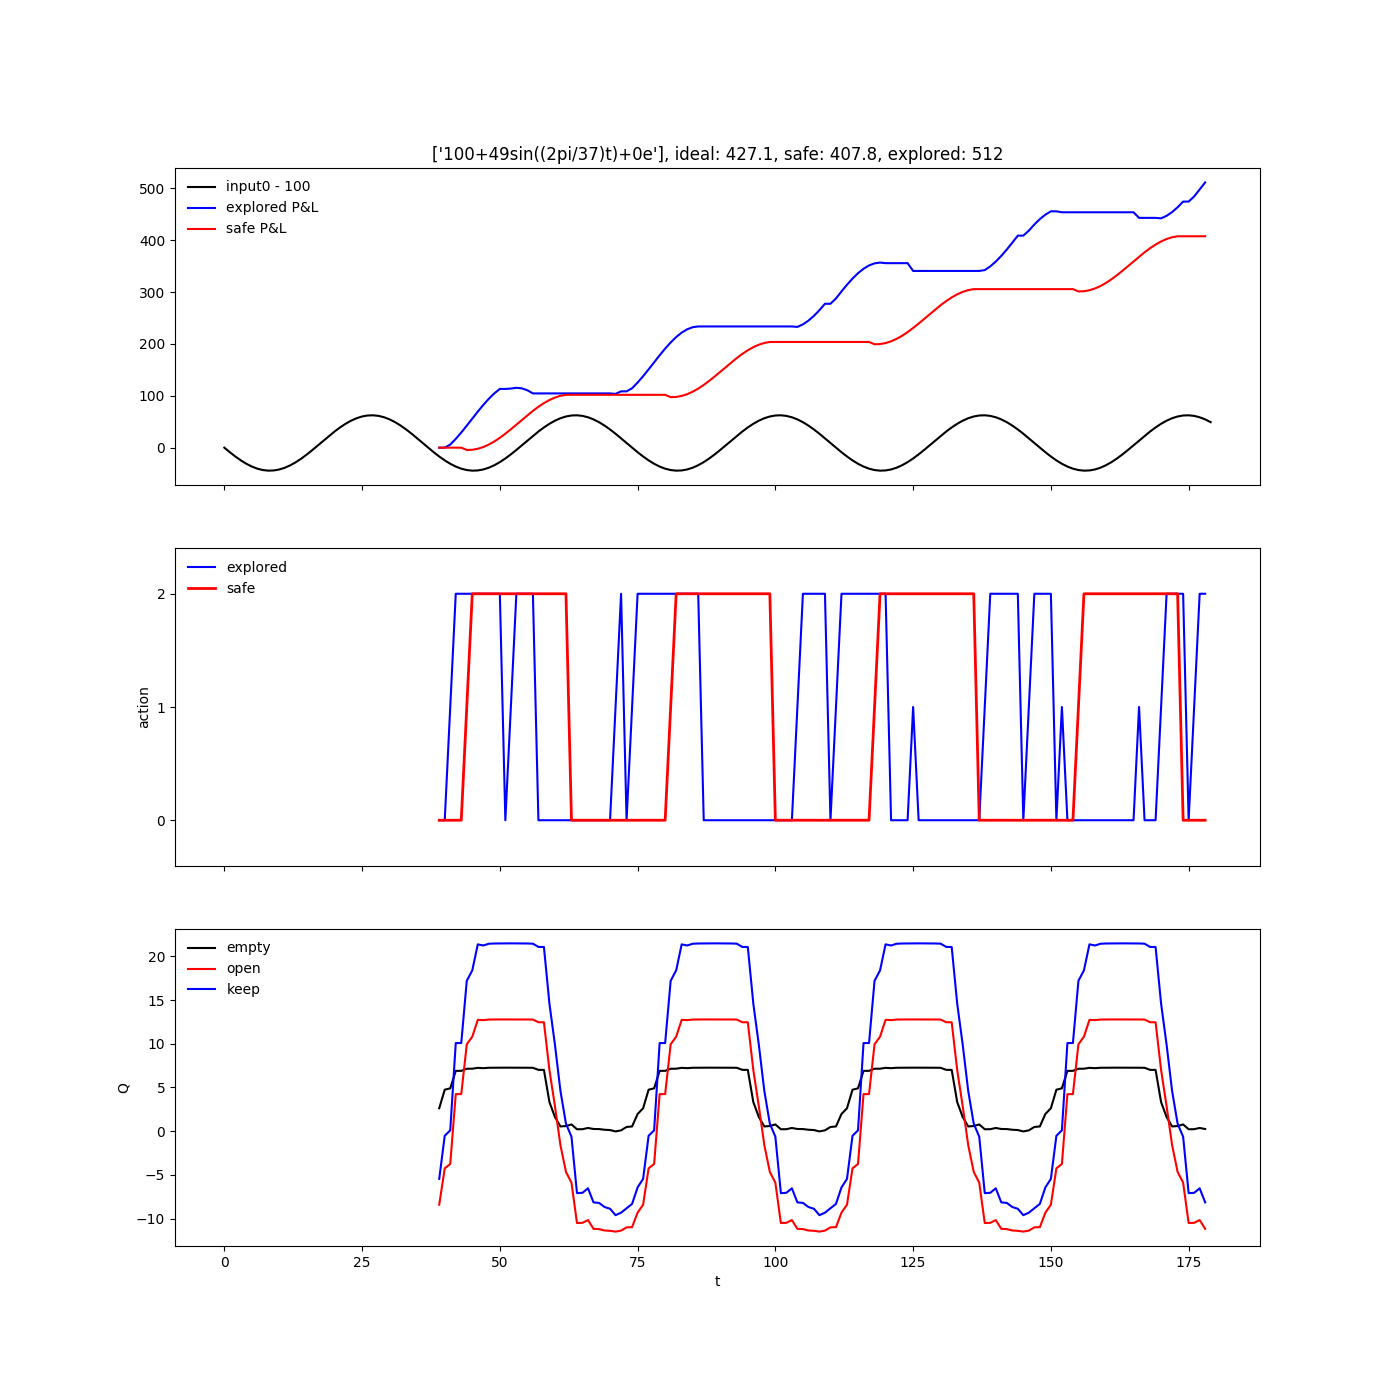 ['100+49sin((2pi/37)t)+0e'], ideal: 427.1, safe: 407.8, explored: 512
500
400
300
200
100
0
input0 - 100
explored P&L
safe P&L
action
2
1
0
explored
safe
Q
20
15
10
5
0
−5
−10
empty
open
keep
0 25 50 75 100 125 150 175
t